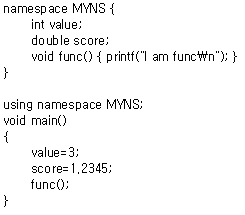 namespace MYNS {
int value;
double score;
void func() { printf("I am func₩n"); }
}
using namespace MYNS;
void main()
{
value=3;
score=1.2345;
func();
}